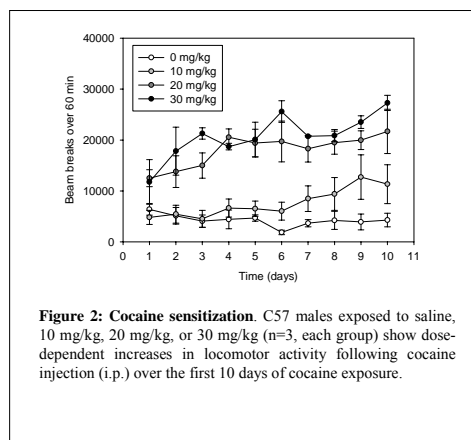 40000
30000
20000
10000
0
Beam breaks over 60 min
0 mg/kg
10 mg/kg
20 mg/kg
30 mg/kg
0 1 2 3 4 5 6 7 8 9 10 11
Time (days)
Figure 2: Cocaine sensitization. C57 males exposed to saline,
10 mg/kg, 20 mg/kg, or 30 mg/kg (n=3, each group) show dose-
dependent increases in locomotor activity following cocaine
injection (i.p.) over the first 10 days of cocaine exposure.